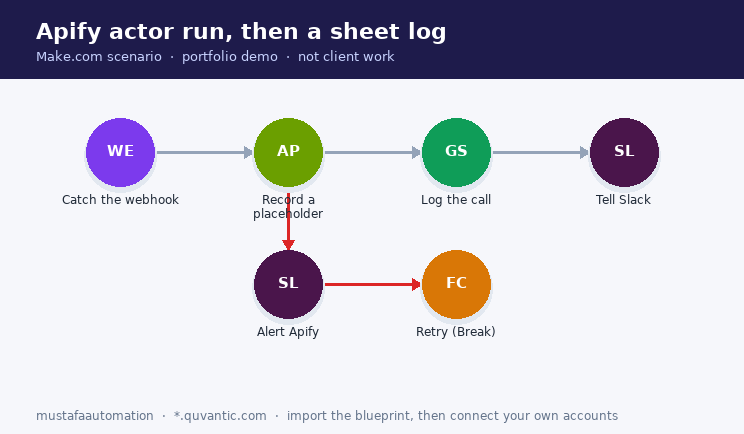 Apify actor run, then a sheet log
Make.com scenario · portfolio demo · not client work
WE
AP
GS
SL
Catch the webhook
Record a
placeholder
Log the call
Tell Slack
SL
FC
Alert Apify
Retry (Break)
mustafaautomation · *.quvantic.com · import the blueprint, then connect your own accounts